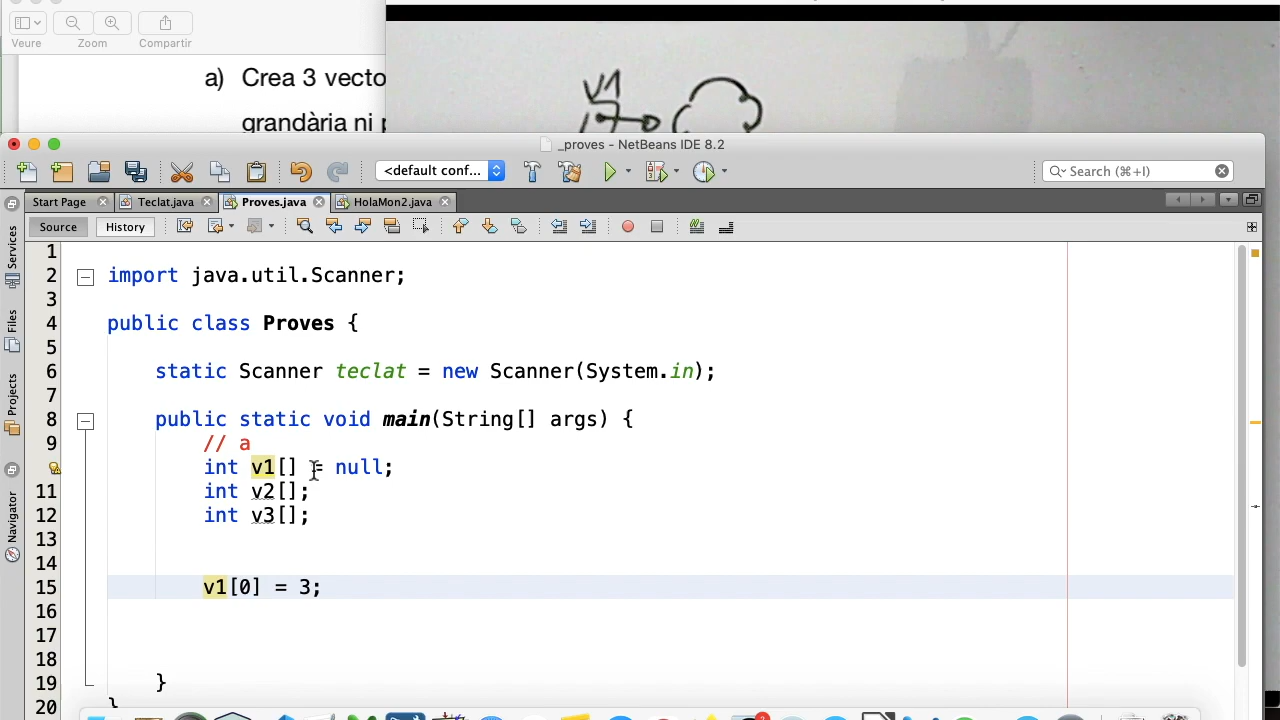 Veure
Zoom
Compartir
a) Crea 3 vecto
grandària ni
V1
_proves - NetBeans IDE 8.2
<default conf...
Search (⌘+I)
Start Page
Teclat.java
Proves.java
HolaMon2.java
Source
History
Services
Files
Projects
Navigator
1
2 import java.util.Scanner;
3
4 public class Proves {
5
6 static Scanner teclat = new Scanner(System.in);
7
8 public static void main(String[] args) {
9 // a
int v1[] = null;
11 int v2[];
12 int v3[];
13
14
15 v1[0] = 3;
16
17
18
19 }
20 }